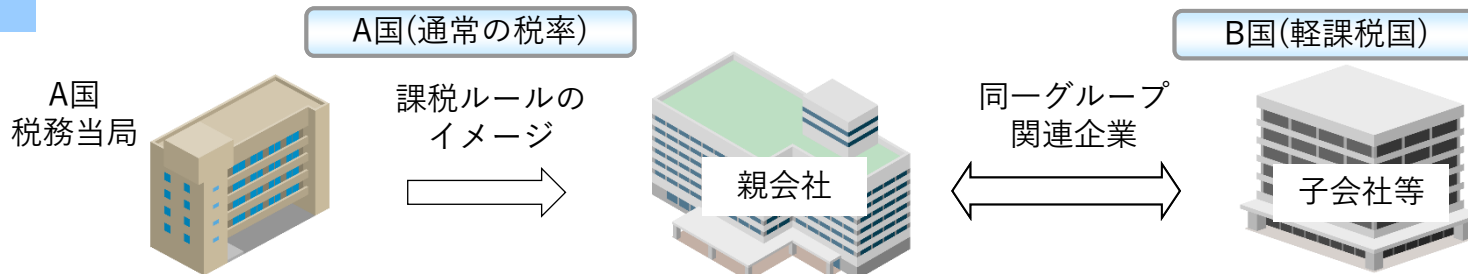 A国(通常の税率)
B国(軽課税国)
A国
税務当局
課税ルールの
イメージ
親会社
同一グループ
関連企業
子会社等